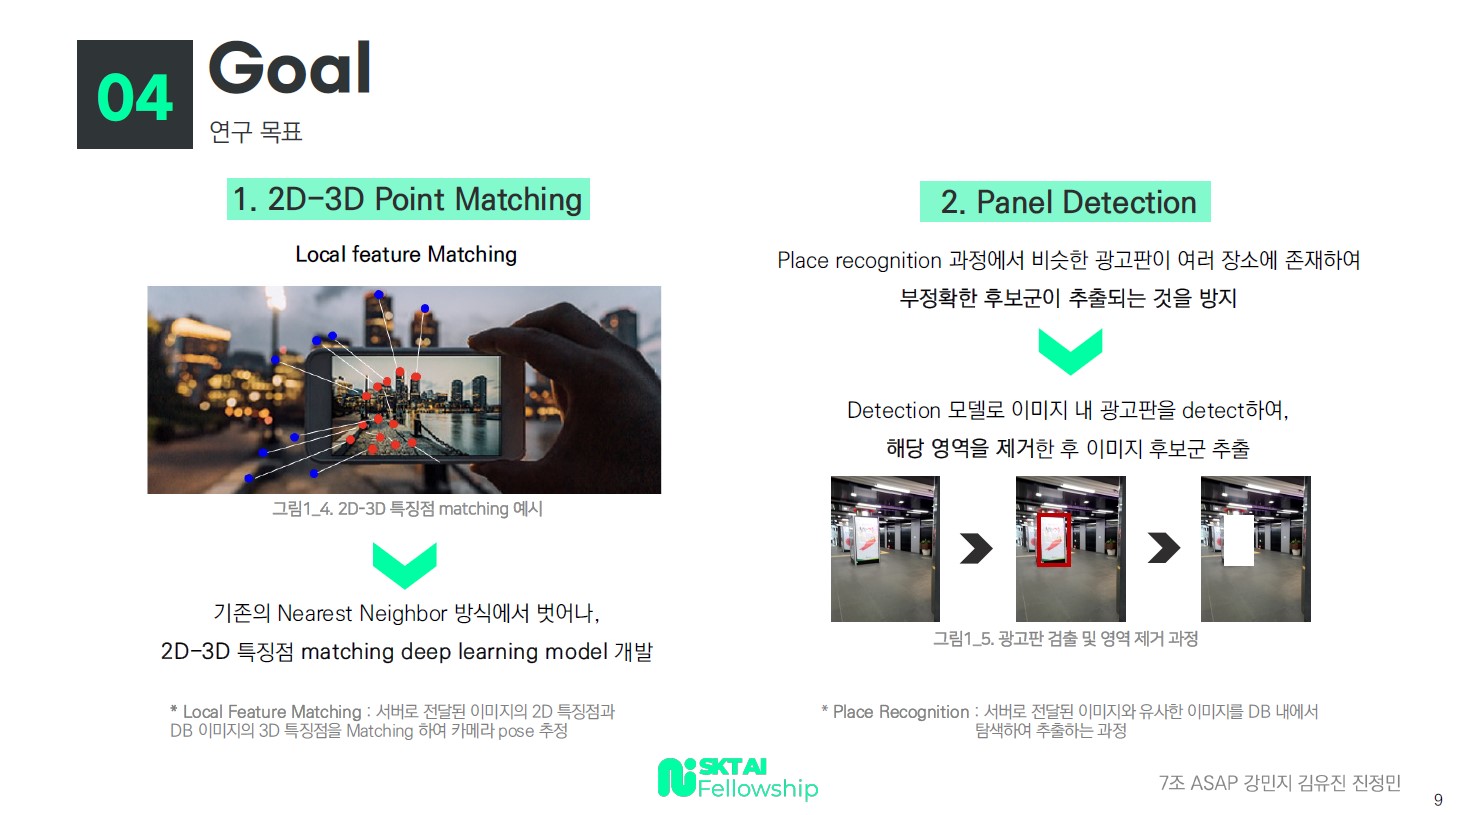 04
Goal
연구 목표
1. 2D-3D Point Matching
Local feature Matching
그림1_4. 2D-3D 특징점 matching 예시
기존의 Nearest Neighbor 방식에서 벗어나,
2D-3D 특징점 matching deep learning model 개발
* Local Feature Matching : 서버로 전달된 이미지의 2D 특징점과
DB 이미지의 3D 특징점을 Matching 하여 카메라 pose 추정
2. Panel Detection
Place recognition 과정에서 비슷한 광고판이 여러 장소에 존재하여
부정확한 후보군이 추출되는 것을 방지
Detection 모델로 이미지 내 광고판을 detect하여,
해당 영역을 제거한 후 이미지 후보군 추출
그림1_5. 광고판 검출 및 영역 제거 과정
* Place Recognition : 서버로 전달된 이미지와 유사한 이미지를 DB 내에서
탐색하여 추출하는 과정
SKT AI
Fellowship
7조 ASAP 강민지 김유진 진정민
9